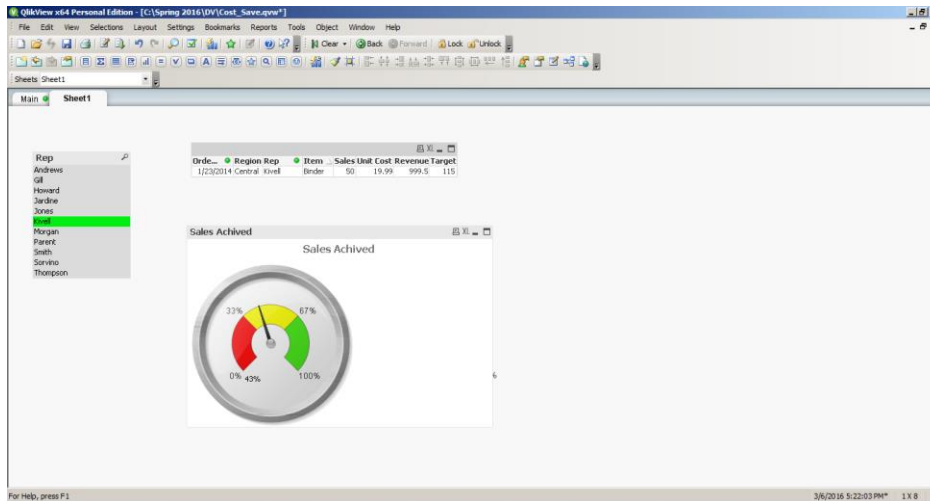 QlikView x64 Personal Edition - [C:\Spring 2016\DV\Cost_Save.qvw*]
File Edit View Selections Layout Settings Bookmarks Reports Tools Object Window Help
Clear Back Forward Lock Unlock
Sheets Sheet1
Main Sheet1
Rep
Andrews
Gill
Howard
Jardine
Jones
Kivell
Morgan
Parent
Smith
Sorvino
Thompson
XL
Orde... Region Rep Item Sales Unit Cost Revenue Target
1/23/2014 Central Kivell Binder 50 19.99 999.5 115
Sales Achived XL
Sales Achived
33% 67%
0% 43% 100%
%
For Help, press F1 3/6/2016 5:22:03 PM* 1 X 8